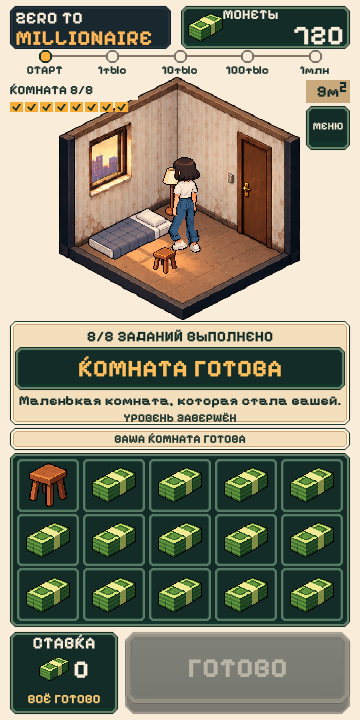 ZERO TO
MILLIONAIRE
МОНЕТЫ
780
СТАРТ
1тыс
10тыс
100тыс
1млн
КОМНАТА 8/8
9м²
МЕНЮ
8/8 ЗАДАНИЙ ВЫПОЛНЕНО
КОМНАТА ГОТОВА
Маленькая комната, которая стала вашей.
УРОВЕНЬ ЗАВЕРШЁН
ВАША КОМНАТА ГОТОВА
СТАВКА
0
ВСЁ ГОТОВО
ГОТОВО